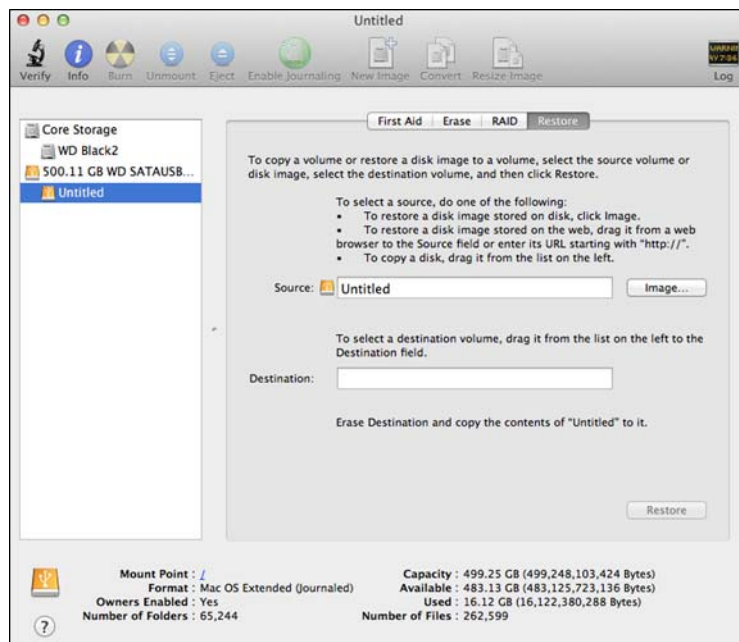 Untitled
Verify Info Burn Unmount Eject Enable Journaling New Image Convert Resize Image Log
Core Storage
WD Black2
500.11 GB WD SATAUSB...
Untitled
First Aid Erase RAID Restore
To copy a volume or restore a disk image to a volume, select the source volume or
disk image, select the destination volume, and then click Restore.
To select a source, do one of the following:
• To restore a disk image stored on disk, click Image.
• To restore a disk image stored on the web, drag it from a web
browser to the Source field or enter its URL starting with "http://".
• To copy a disk, drag it from the list on the left.
Source: Untitled Image...
To select a destination volume, drag it from the list on the left to the
Destination field.
Destination:
Erase Destination and copy the contents of "Untitled" to it.
Restore
Mount Point : /
Format : Mac OS Extended (Journaled)
Owners Enabled : Yes
Number of Folders : 65,244
Capacity : 499.25 GB (499,248,103,424 Bytes)
Available : 483.13 GB (483,125,723,136 Bytes)
Used : 16.12 GB (16,122,380,288 Bytes)
Number of Files : 262,599
?